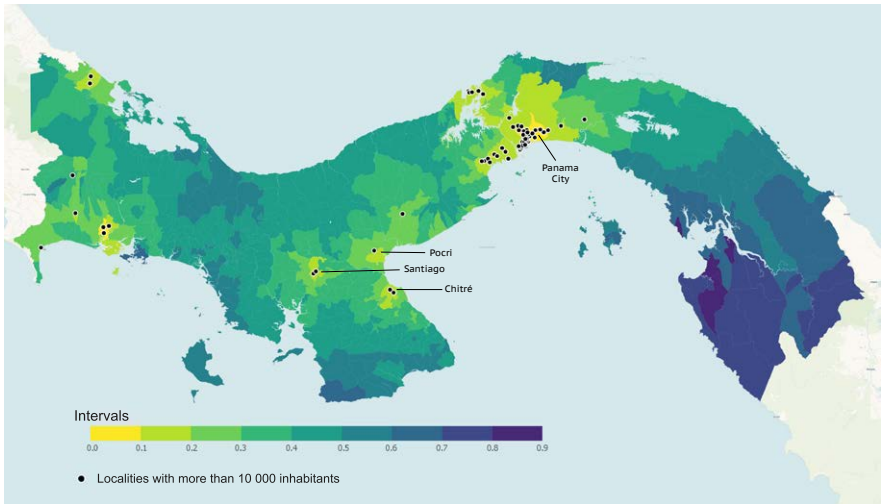 Panama
City
Pocri
Santiago
Chitré
Intervals
0.0 0.1 0.2 0.3 0.4 0.5 0.6 0.7 0.8 0.9
Localities with more than 10 000 inhabitants